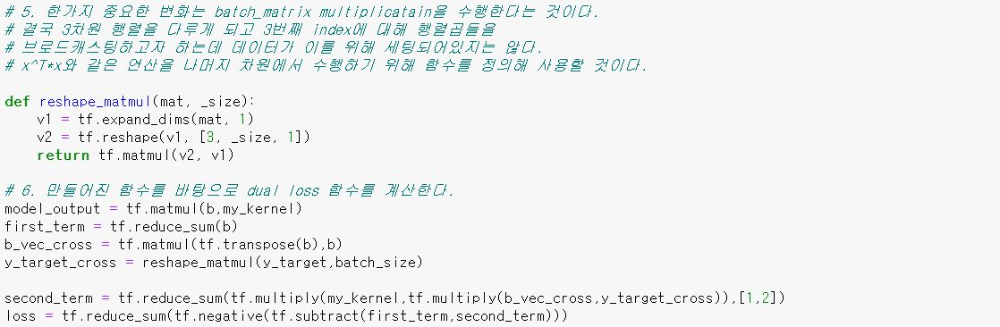 # 5. 한가지 중요한 변화는 batch_matrix multiplicatain을 수행한다는 것이다.
# 결국 3차원 행렬을 다루게 되고 3번째 index에 대해 행렬곱들을
# 브로드캐스팅하고자 하는데 데이터가 이를 위해 세팅되어있지는 않다.
# x^T*x와 같은 연산을 나머지 차원에서 수행하기 위해 함수를 정의해 사용할 것이다.
def reshape_matmul(mat, _size):
    v1 = tf.expand_dims(mat, 1)
    v2 = tf.reshape(v1, [3, _size, 1])
    return tf.matmul(v2, v1)
# 6. 만들어진 함수를 바탕으로 dual loss 함수를 계산한다.
model_output = tf.matmul(b,my_kernel)
first_term = tf.reduce_sum(b)
b_vec_cross = tf.matmul(tf.transpose(b),b)
y_target_cross = reshape_matmul(y_target,batch_size)
second_term = tf.reduce_sum(tf.multiply(my_kernel,tf.multiply(b_vec_cross,y_target_cross)),[1,2])
loss = tf.reduce_sum(tf.negative(tf.subtract(first_term,second_term)))